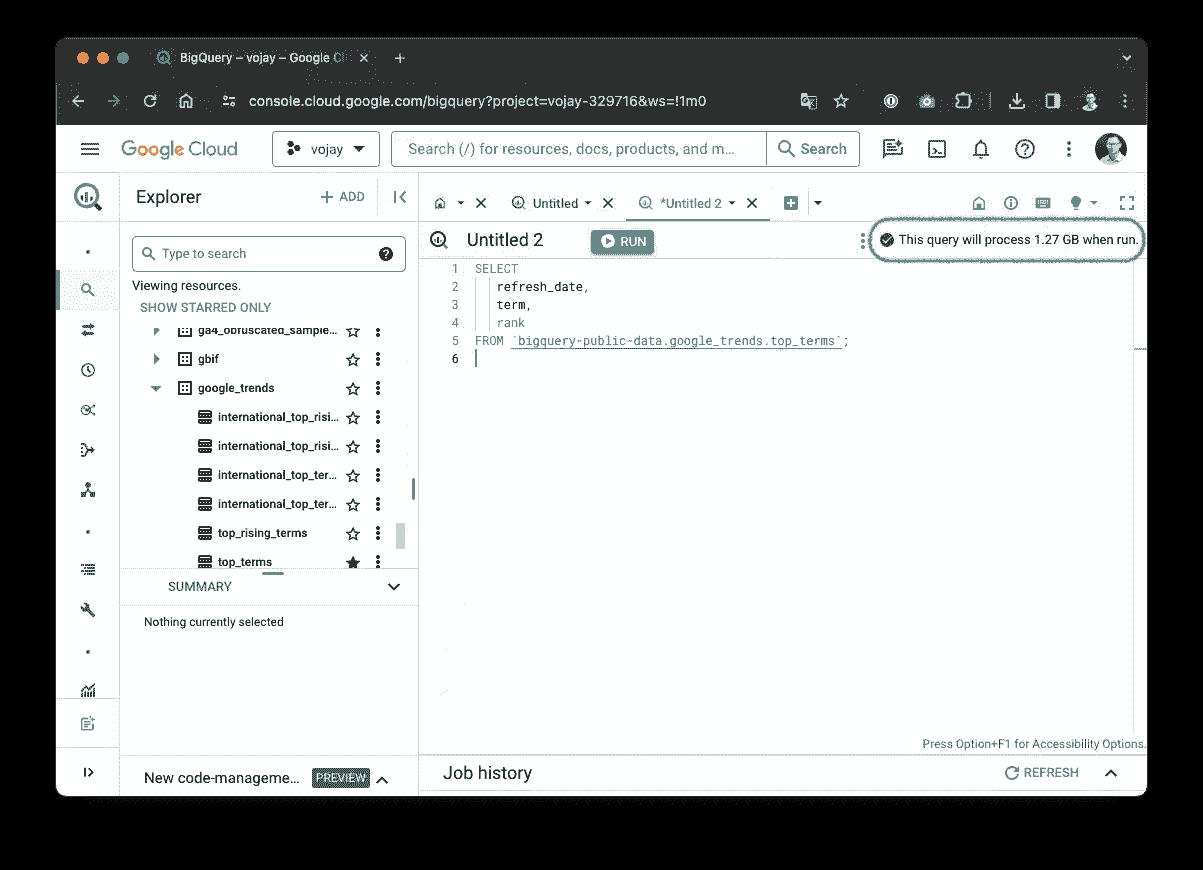 BigQuery – vojay – Google Cl
console.cloud.google.com/bigquery?project=vojay-329716&ws=!1m0
Google Cloud
vojay
Search (/) for resources, docs, products, and m...
Search
Explorer
+ ADD
Untitled
*Untitled 2
Type to search
Untitled 2
RUN
This query will process 1.27 GB when run.
Viewing resources.
SHOW STARRED ONLY
ga4_obfuscated_sample...
gbif
google_trends
international_top_risi...
international_top_risi...
international_top_ter...
international_top_ter...
top_rising_terms
top_terms
1 SELECT
2 refresh_date,
3 term,
4 rank
5 FROM `bigquery-public-data.google_trends.top_terms`;
6
SUMMARY
Nothing currently selected
Press Option+F1 for Accessibility Options.
New code-manageme...
PREVIEW
Job history
REFRESH